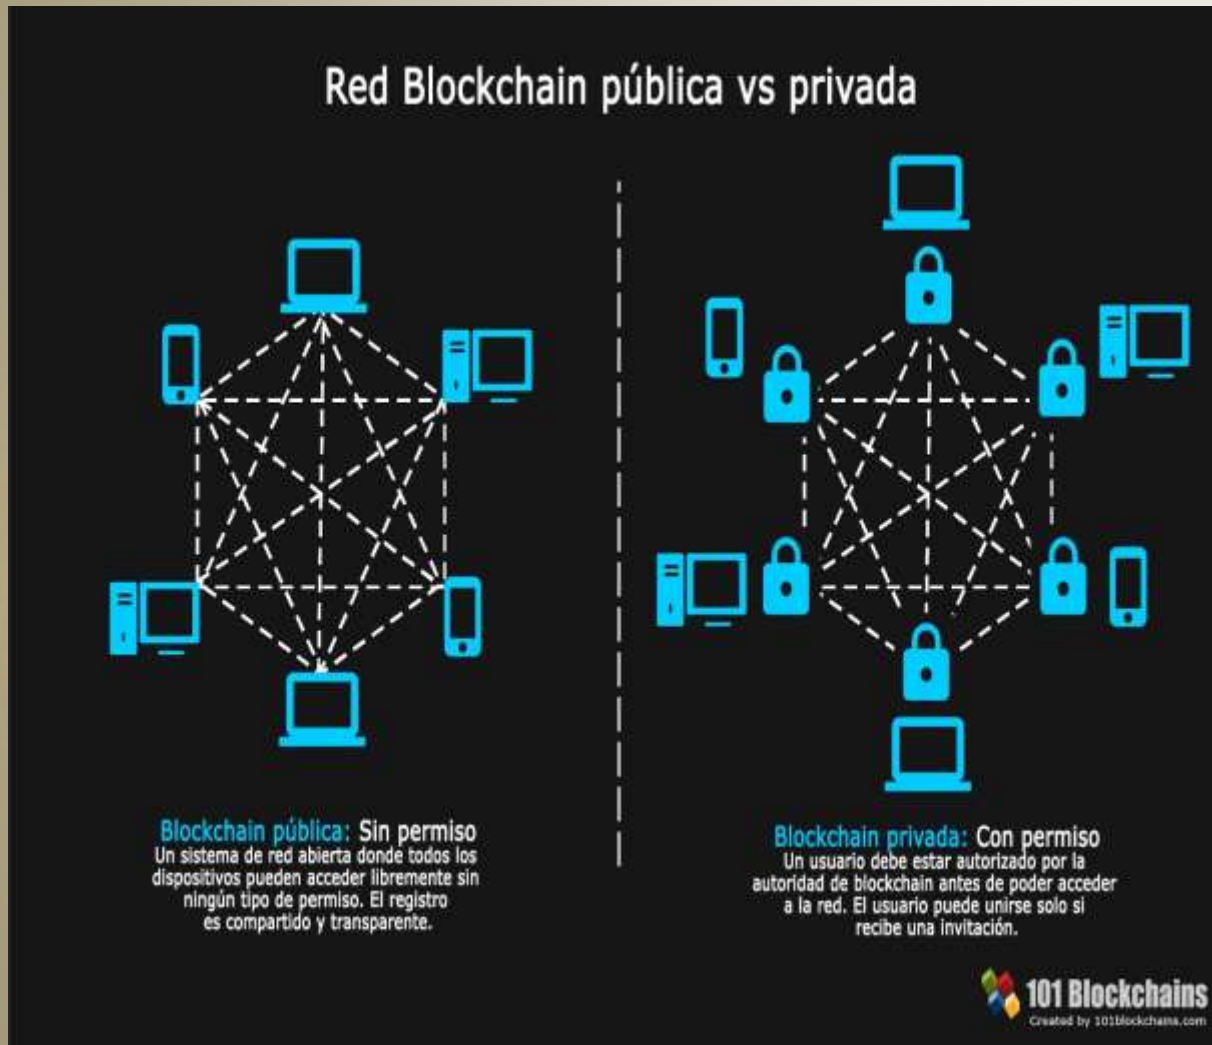 Red Blockchain pública vs privada
Blockchain pública: Sin permiso
Un sistema de red abierta donde todos los
dispositivos pueden acceder libremente sin
ningún tipo de permiso. El registro
es compartido y transparente.
Blockchain privada: Con permiso
Un usuario debe estar autorizado por la
autoridad de blockchain antes de poder acceder
a la red. El usuario puede unirse solo si
recibe una invitación.
101 Blockchains
Created by 101blockchains.com